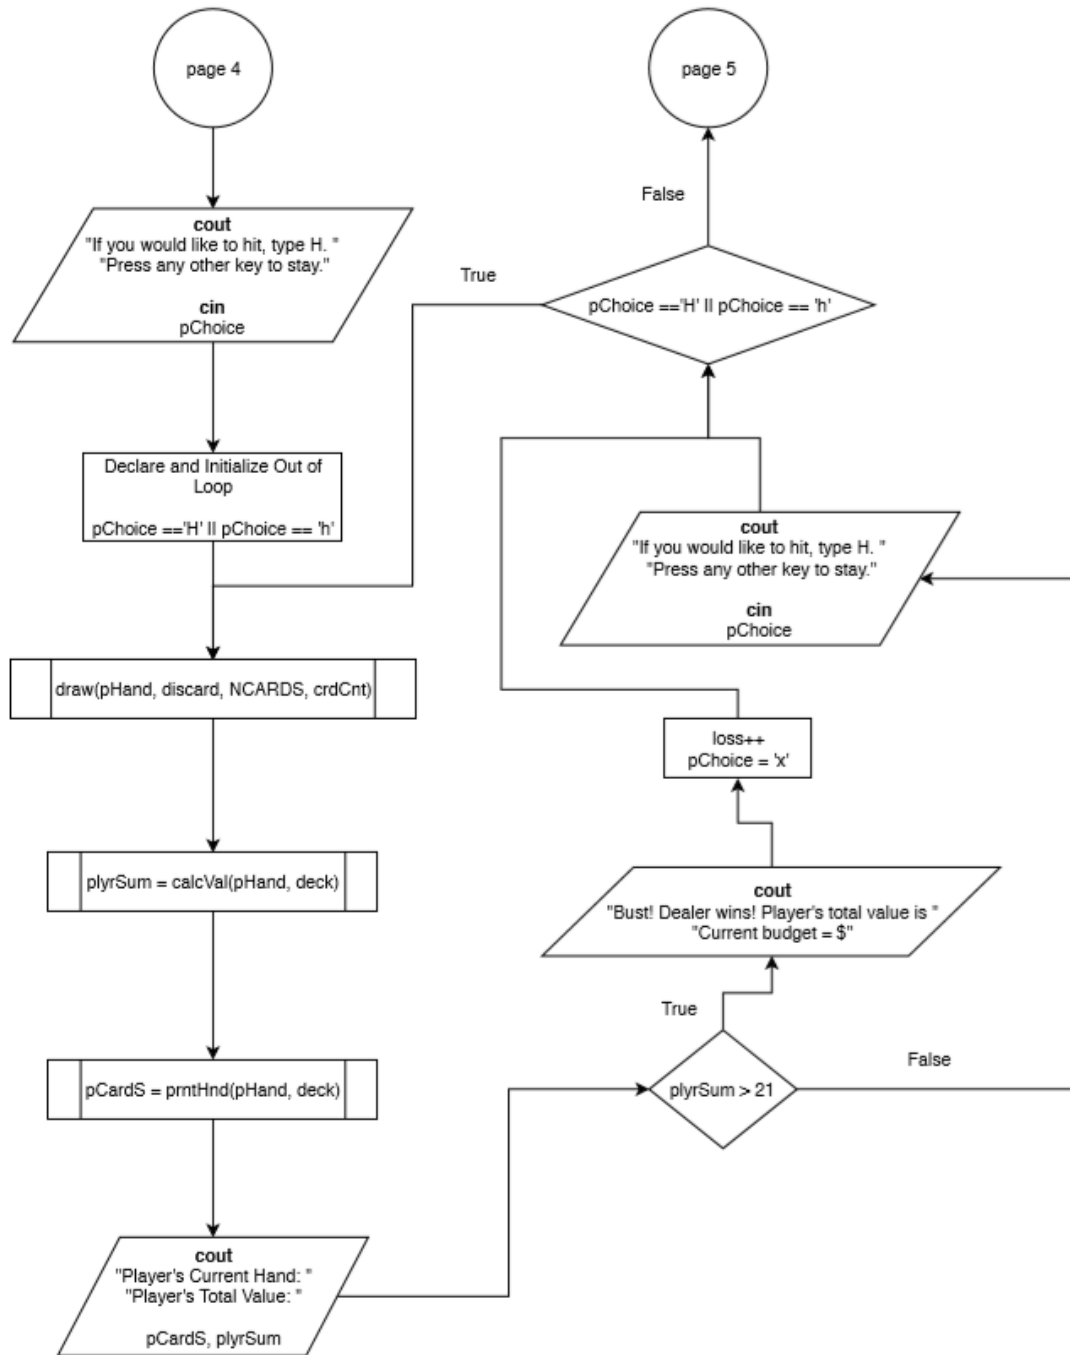 page 4
cout
"If you would like to hit, type H. "
"Press any other key to stay."
cin
pChoice
Declare and Initialize Out of
Loop
pChoice =='H' II pChoice == 'h'
draw(pHand, discard, NCARDS, crdCnt)
plyrSum = calcVal(pHand, deck)
pCardS = prntHnd(pHand, deck)
cout
"Player's Current Hand: "
"Player's Total Value: "
pCardS, plyrSum
plyrSum > 21
True
False
cout
"Bust! Dealer wins! Player's total value is "
"Current budget = $"
loss++
pChoice = 'x'
cout
"If you would like to hit, type H. "
"Press any other key to stay."
cin
pChoice
pChoice =='H' II pChoice == 'h'
True
False
page 5